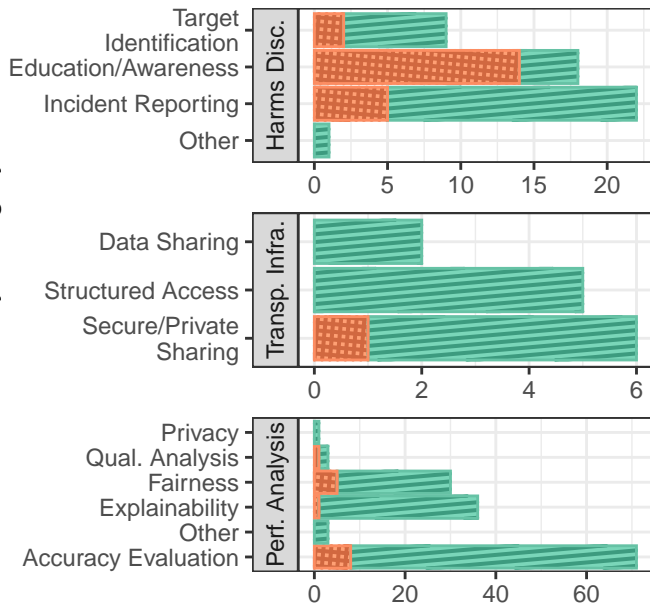 Target
Identification
Education/Awareness
Incident Reporting
Other
Harms Disc.
0 5 10 15 20
Data Sharing
Structured Access
Secure/Private
Sharing
Transp. Infra.
0 2 4 6
Privacy
Qual. Analysis
Fairness
Explainability
Other
Accuracy Evaluation
Perf. Analysis
0 20 40 60